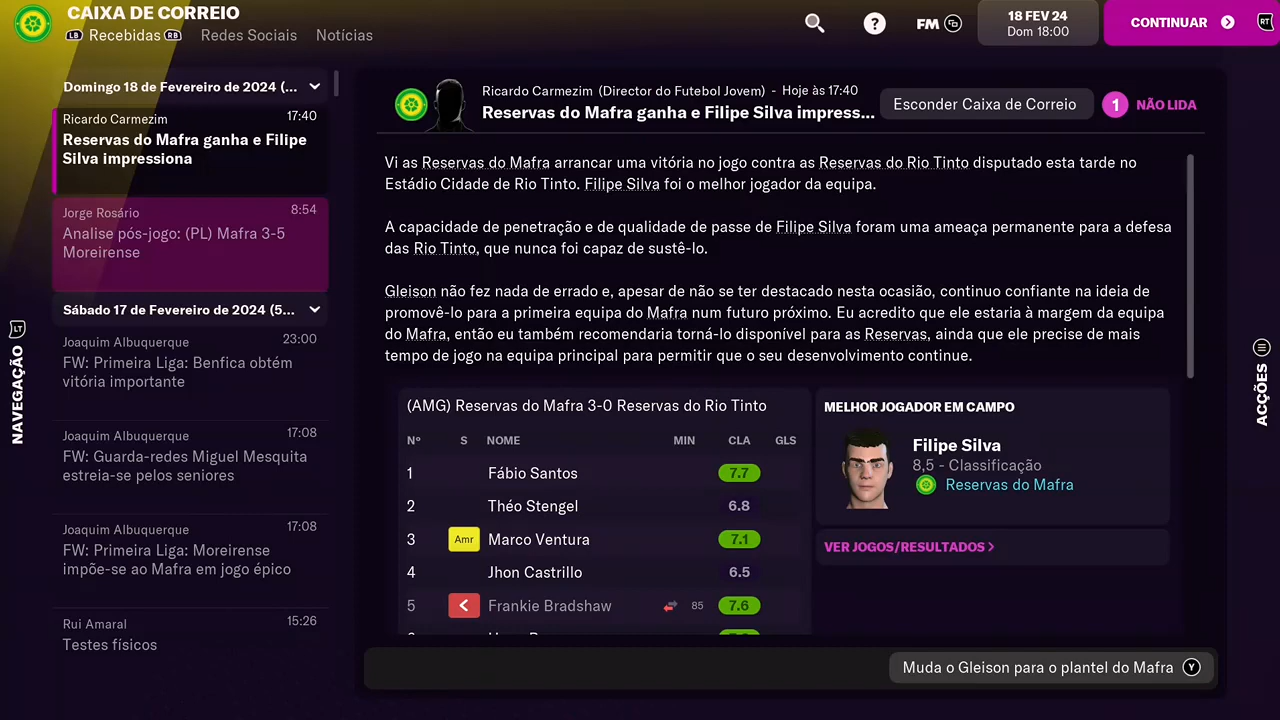 CAIXA DE CORREIO
LB Recebidas RB Redes Sociais Notícias
FM
18 FEV 24
Dom 18:00
CONTINUAR
RT
Domingo 18 de Fevereiro de 2024 (...
Ricardo Carmezim 17:40
Reservas do Mafra ganha e Filipe
Silva impressiona
Jorge Rosário 8:54
Analise pós-jogo: (PL) Mafra 3-5
Moreirense
Sábado 17 de Fevereiro de 2024 (5...
Joaquim Albuquerque 23:00
FW: Primeira Liga: Benfica obtém
vitória importante
Joaquim Albuquerque 17:08
FW: Guarda-redes Miguel Mesquita
estreia-se pelos seniores
Joaquim Albuquerque 17:08
FW: Primeira Liga: Moreirense
impõe-se ao Mafra em jogo épico
Rui Amaral 15:26
Testes físicos
LT
NAVEGAÇÃO
Ricardo Carmezim (Director do Futebol Jovem) - Hoje às 17:40
Reservas do Mafra ganha e Filipe Silva impress...
Esconder Caixa de Correio
1 NÃO LIDA
Vi as Reservas do Mafra arrancar uma vitória no jogo contra as Reservas do Rio Tinto disputado esta tarde no
Estádio Cidade de Rio Tinto. Filipe Silva foi o melhor jogador da equipa.
A capacidade de penetração e de qualidade de passe de Filipe Silva foram uma ameaça permanente para a defesa
das Rio Tinto, que nunca foi capaz de sustê-lo.
Gleison não fez nada de errado e, apesar de não se ter destacado nesta ocasião, continuo confiante na ideia de
promovê-lo para a primeira equipa do Mafra num futuro próximo. Eu acredito que ele estaria à margem da equipa
do Mafra, então eu também recomendaria torná-lo disponível para as Reservas, ainda que ele precise de mais
tempo de jogo na equipa principal para permitir que o seu desenvolvimento continue.
(AMG) Reservas do Mafra 3-0 Reservas do Rio Tinto
Nº S NOME MIN CLA GLS
1 Fábio Santos 7.7
2 Théo Stengel 6.8
3 Amr Marco Ventura 7.1
4 Jhon Castrillo 6.5
5 Frankie Bradshaw 85 7.6
MELHOR JOGADOR EM CAMPO
Filipe Silva
8,5 - Classificação
Reservas do Mafra
VER JOGOS/RESULTADOS >
Muda o Gleison para o plantel do Mafra Y
ACÇÕES